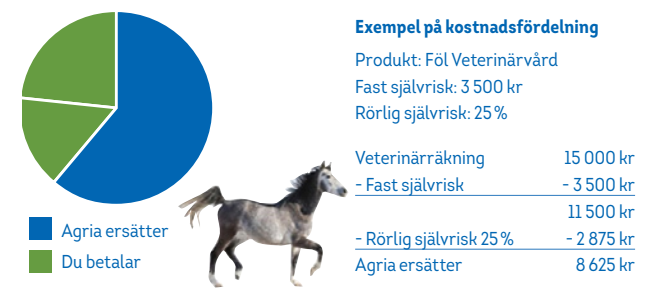 Exempel på kostnadsfördelning
Produkt: Föl Veterinärvård
Fast självrisk: 3 500 kr
Rörlig självrisk: 25 %
Veterinärräkning 15 000 kr
- Fast självrisk - 3 500 kr
11 500 kr
- Rörlig självrisk 25 % - 2 875 kr
Agria ersätter 8 625 kr
Agria ersätter
Du betalar